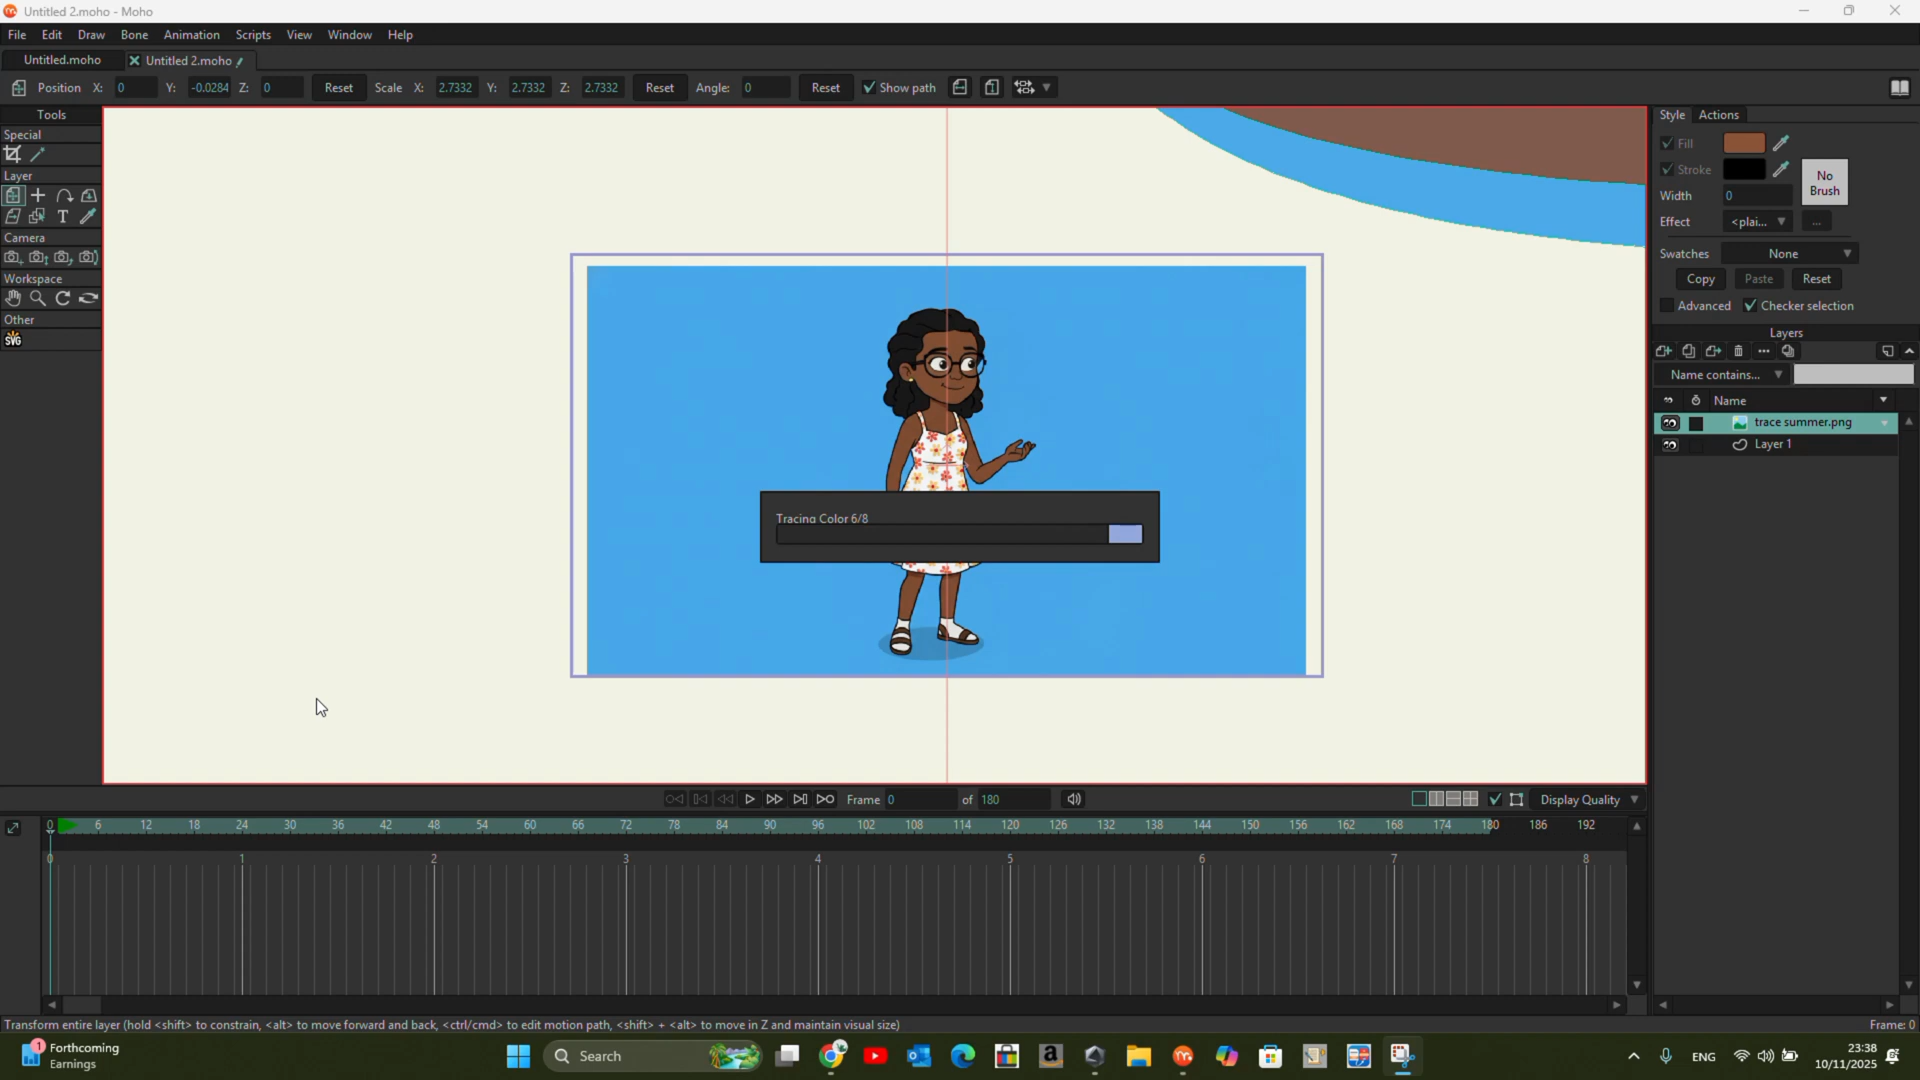 Untitled 2.moho - Moho
File Edit Draw Bone Animation Scripts View Window Help
Untitled.moho Untitled 2.moho
Position X: 0 Y: -0.0284 Z: 0 Reset Scale X: 2.7332 Y: 2.7332 Z: 2.7332 Reset Angle: 0 Reset Show path
Tools
Special
Layer
T
Camera
Workspace
Other
SVG
Tracing Color 6/8
Style Actions
Fill
Stroke
No
Brush
Width 0
Effect <plai... ...
Swatches None
Copy Paste Reset
Advanced Checker selection
Layers
Name contains...
Name
trace summer.png
Layer 1
Frame 0 of 180 Display Quality
0 6 12 18 24 30 36 42 48 54 60 66 72 78 84 90 96 102 108 114 120 126 132 138 144 150 156 162 168 174 180 186 192
0 1 2 3 4 5 6 7 8
Transform entire layer (hold <shift> to constrain, <alt> to move forward and back, <ctrl/cmd> to edit motion path, <shift> + <alt> to move in Z and maintain visual size) Frame: 0
1
Forthcoming
Earnings
Search
a
ENG
23:38
10/11/2025